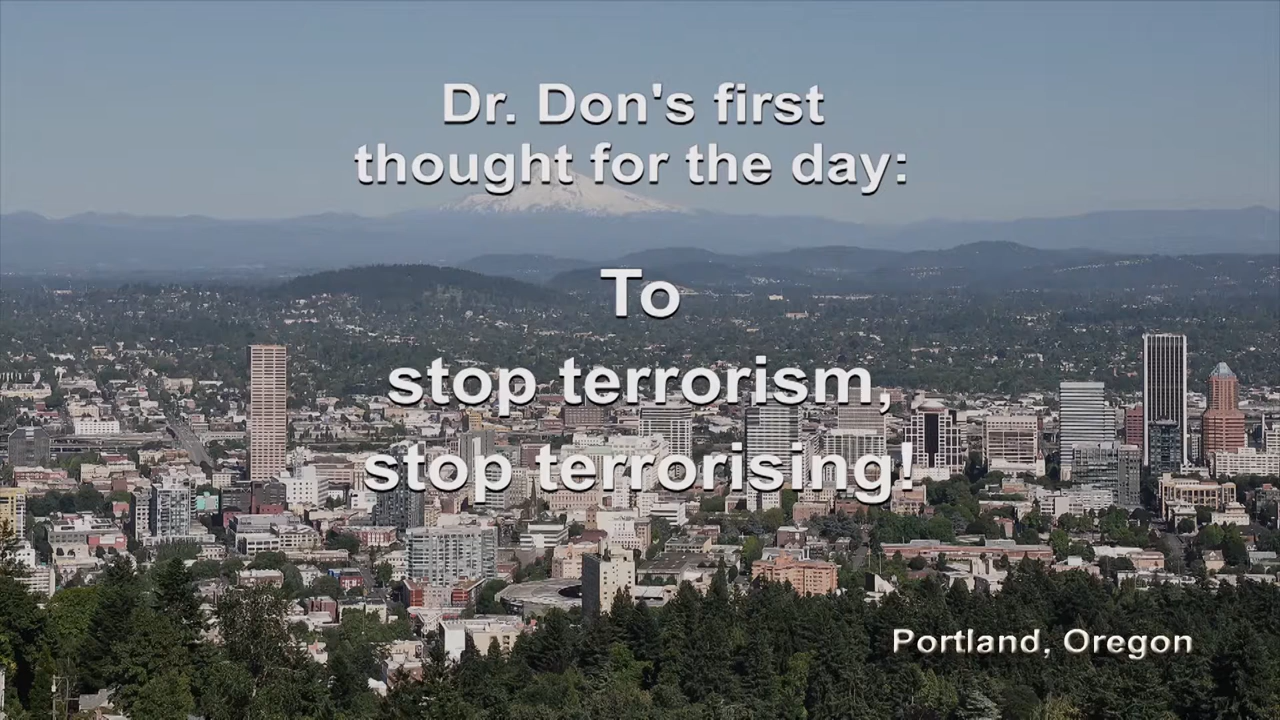 Dr. Don's first
thought for the day:
To
stop terrorism,
stop terrorising!
Portland, Oregon